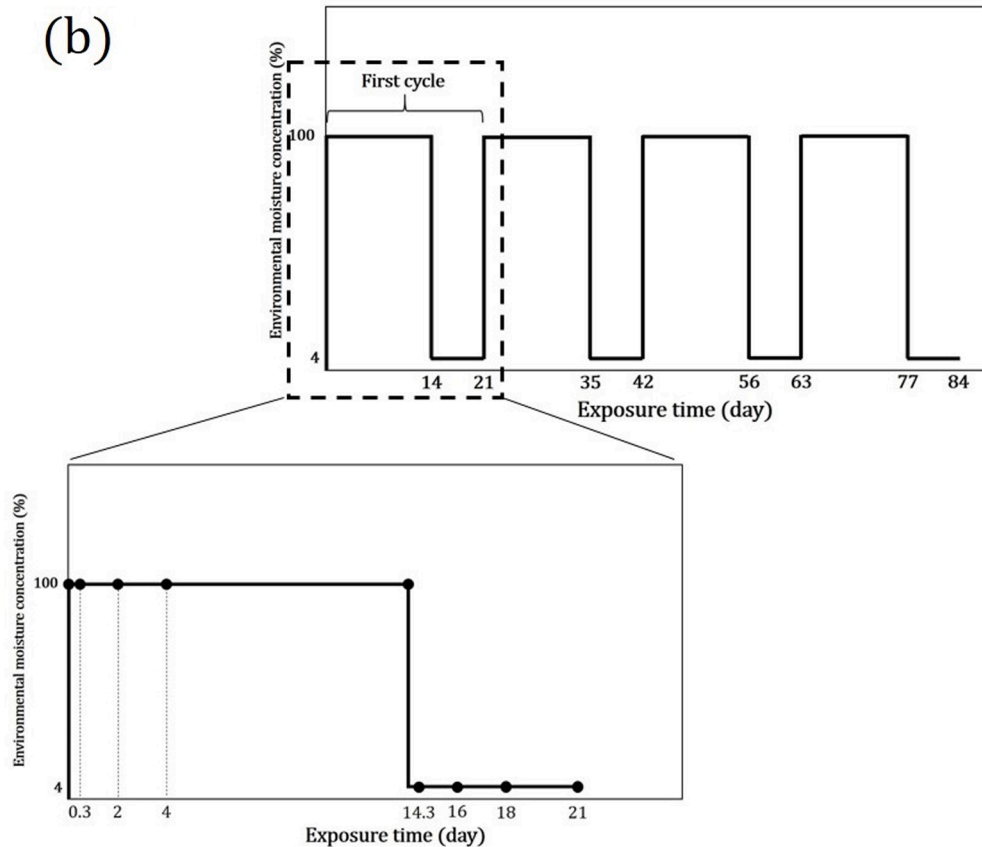 (b)
Environmental moisture concentration (%)
First cycle
100
4
14 21 35 42 56 63 77 84
Exposure time (day)
Environmental moisture concentration (%)
100
4
0.3 2 4 14.3 16 18 21
Exposure time (day)